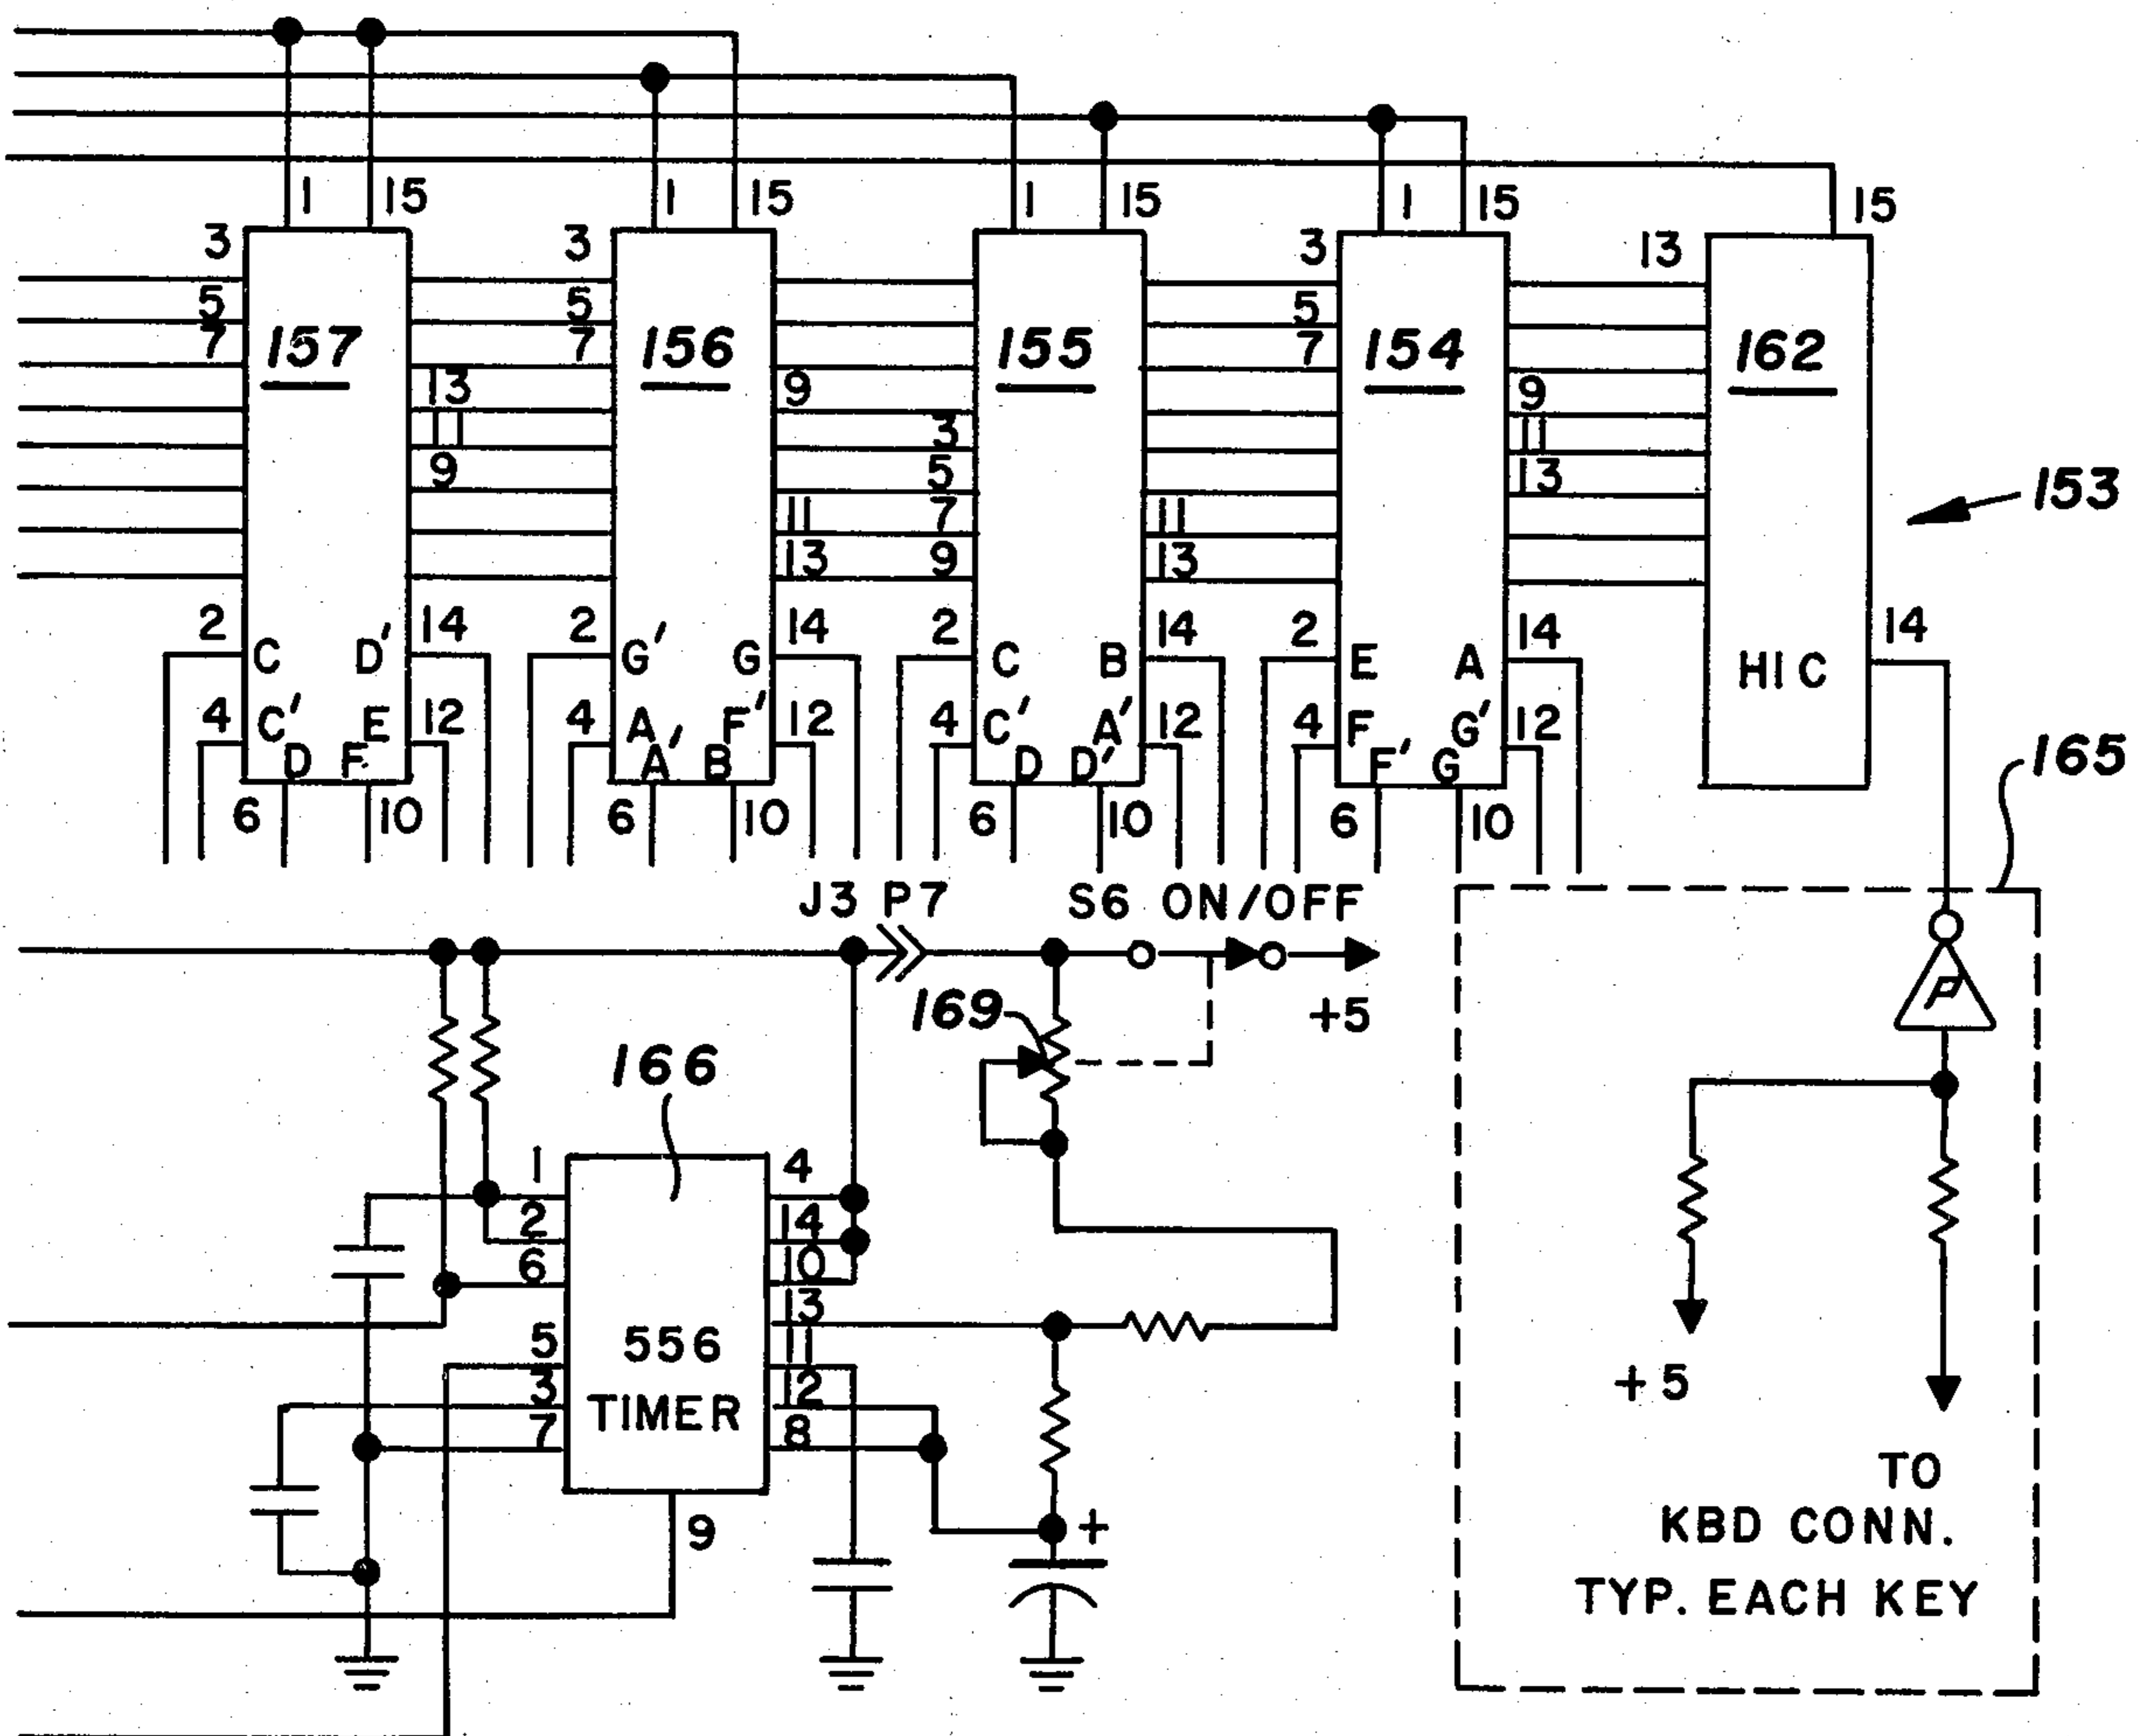 1 15 1 15 1 15 1 15 15
3 3 3 13
5 5 5
7 157 7 156 155 7 154 162
13 9 9
11 3 11
9 5 13 153
11 7 11
13 9 13
2 14 2 14 2 14 2 14 14
C D' G' G C B E A HIC
4 C' E 12 4 A F' 12 4 C' A' 12 4 F G' 12
D F A' B D D' F' G 165
6 10 6 10 6 10 6 10
J3 P7 S6 ON/OFF
P
169 +5
166
1 4
2 14
6 10
13
5 556 11
3 12
7 TIMER 8
+5
9 +
TO
KBD CONN.
TYP. EACH KEY